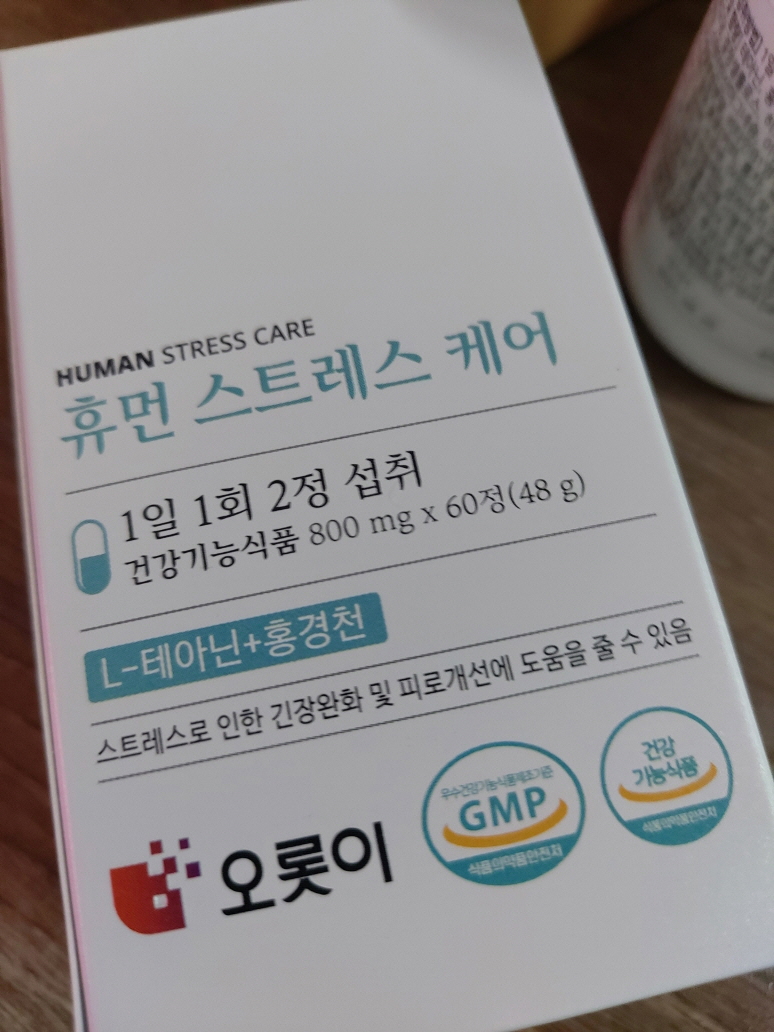 HUMAN STRESS CARE
휴먼 스트레스 케어
1일 1회 2정 섭취
건강기능식품 800 mg x 60정(48 g)
L-테아닌+홍경천
스트레스로 인한 긴장완화 및 피로개선에 도움을 줄 수 있음
오롯이
우수건강기능식품제조기준
GMP
식품의약품안전처
건강
기능식품
식품의약품안전처